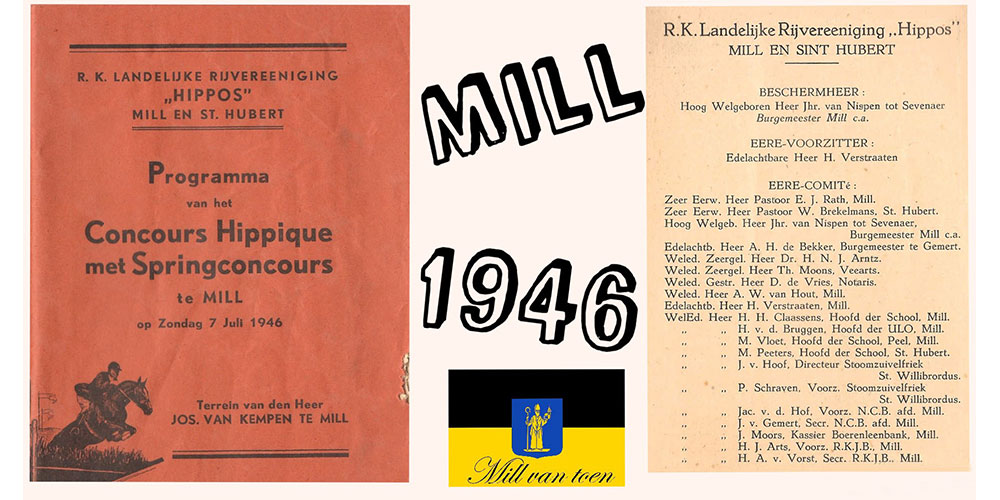 R. K. LANDELIJKE RIJVEREENIGING
„HIPPOS"
MILL EN ST. HUBERT
Programma
van het
Concours Hippique
met Springconcours
te MILL
op Zondag 7 Juli 1946
Terrein van den Heer
JOS. VAN KEMPEN TE MILL
MILL
1946
Mill van toen
R.K. Landelijke Rijvereeniging „Hippos"
MILL EN SINT HUBERT
BESCHERMHEER :
Hoog Welgeboren Heer Jhr. van Nispen tot Sevenaer
Burgemeester Mill c.a.
EERE-VOORZITTER :
Edelachtbare Heer H. Verstraaten
EERE-COMITé :
Zeer Eerw. Heer Pastoor E. J. Rath, Mill.
Zeer Eerw. Heer Pastoor W. Brekelmans, St. Hubert.
Hoog Welgeb. Heer Jhr. van Nispen tot Sevenaer,
Burgemeester Mill c.a.
Edelachtb. Heer A. H. de Bekker, Burgemeester te Gemert.
Weled. Zeergel. Heer Dr. H. N. J. Arntz.
Weled. Zeergel. Heer Th. Moons, Veearts.
Weled. Gestr. Heer D. de Vries, Notaris.
Weled. Heer A. W. van Hout, Mill.
Edelachtb. Heer H. Verstraaten, Mill.
WelEd. Heer H. H. Claassens, Hoofd der School, Mill.
„ „ H. v. d. Bruggen, Hoofd der ULO, Mill.
„ „ M. Vloet, Hoofd der School, Peel, Mill.
„ „ M. Peeters, Hoofd der School, St. Hubert.
„ „ J. v. Hoof, Directeur Stoomzuivelfriek
St. Willibrordus.
„ „ P. Schraven, Voorz. Stoomzuivelfriek
St. Willibrordus.
„ „ Jac. v. d. Hof, Voorz. N.C.B. afd. Mill.
„ „ J. v. Gemert, Secr. N.C.B. afd. Mill.
„ „ J. Moors, Kassier Boerenleenbank, Mill.
„ „ H. J. Arts, Voorz. R.K.J.B., Mill.
„ „ H. A. v. Vorst, Secr. R.K.J.B.. Mill.